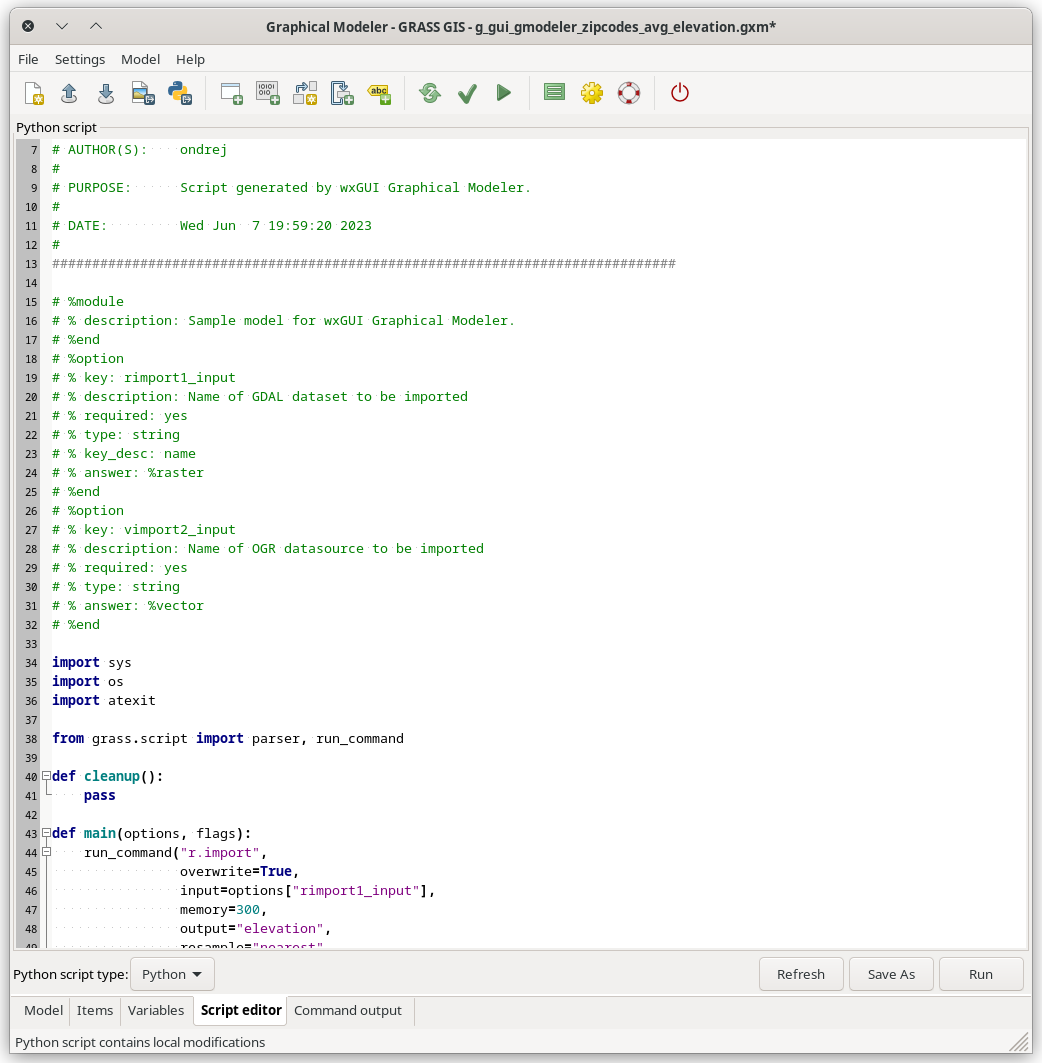 Graphical Modeler - GRASS GIS - g_gui_gmodeler_zipcodes_avg_elevation.gxm*
File Settings Model Help
Python script
7 # AUTHOR(S): ondrej
8 #
9 # PURPOSE: Script generated by wxGUI Graphical Modeler.
10 #
11 # DATE: Wed Jun  7 19:59:20 2023
12 #
13 ##############################################################################
14
15 # %module
16 # % description: Sample model for wxGUI Graphical Modeler.
17 # %end
18 # %option
19 # % key: rimport1_input
20 # % description: Name of GDAL dataset to be imported
21 # % required: yes
22 # % type: string
23 # % key_desc: name
24 # % answer: %raster
25 # %end
26 # %option
27 # % key: vimport2_input
28 # % description: Name of OGR datasource to be imported
29 # % required: yes
30 # % type: string
31 # % answer: %vector
32 # %end
33
34 import sys
35 import os
36 import atexit
37
38 from grass.script import parser, run_command
39
40 def cleanup():
41     pass
42
43 def main(options, flags):
44     run_command("r.import",
45                 overwrite=True,
46                 input=options["rimport1_input"],
47                 memory=300,
48                 output="elevation",
49                 resample="nearest"
Python script type: Python Refresh Save As Run
Model Items Variables Script editor Command output
Python script contains local modifications